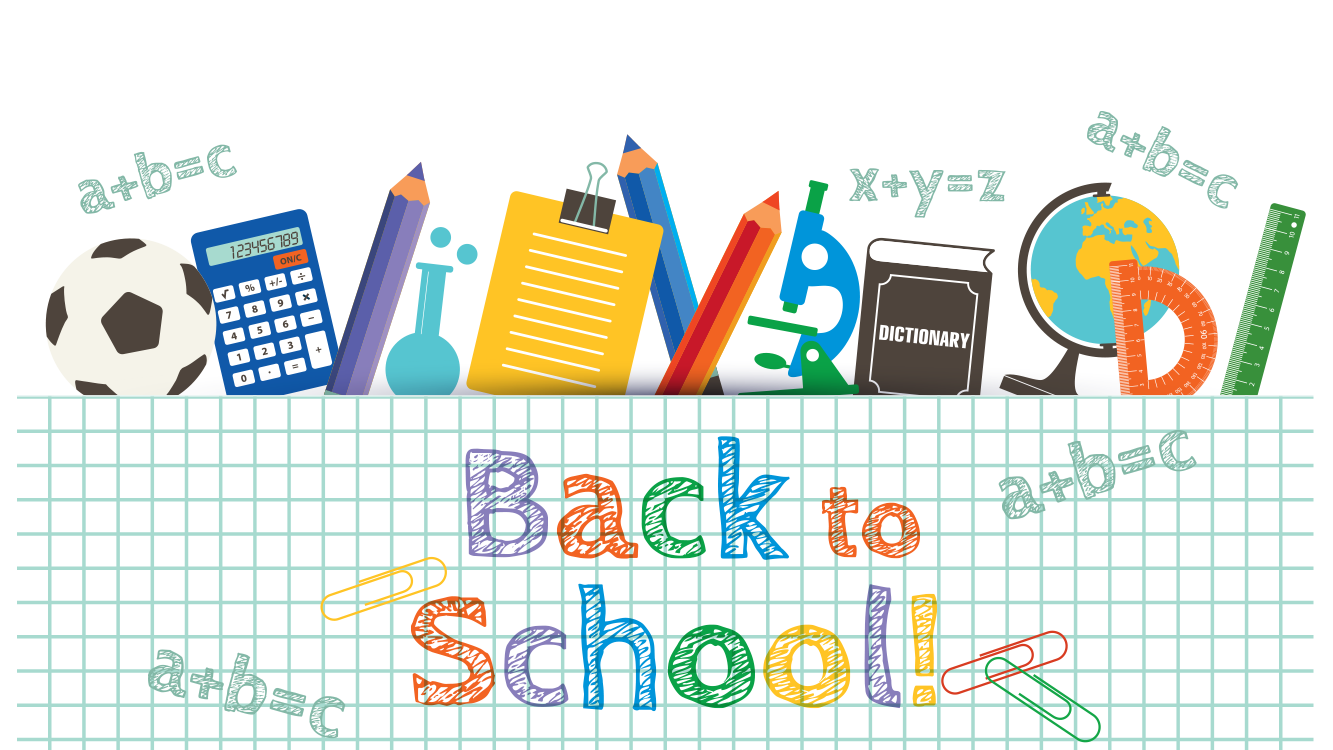 a+b=c
a+b=c
x+y=z
123456789
ON/C
√ % +/- ÷
7 8 9 x
4 5 6 −
1 2 3 +
0 · =
DICTIONARY
a+b=c
Back to
School!
a+b=c